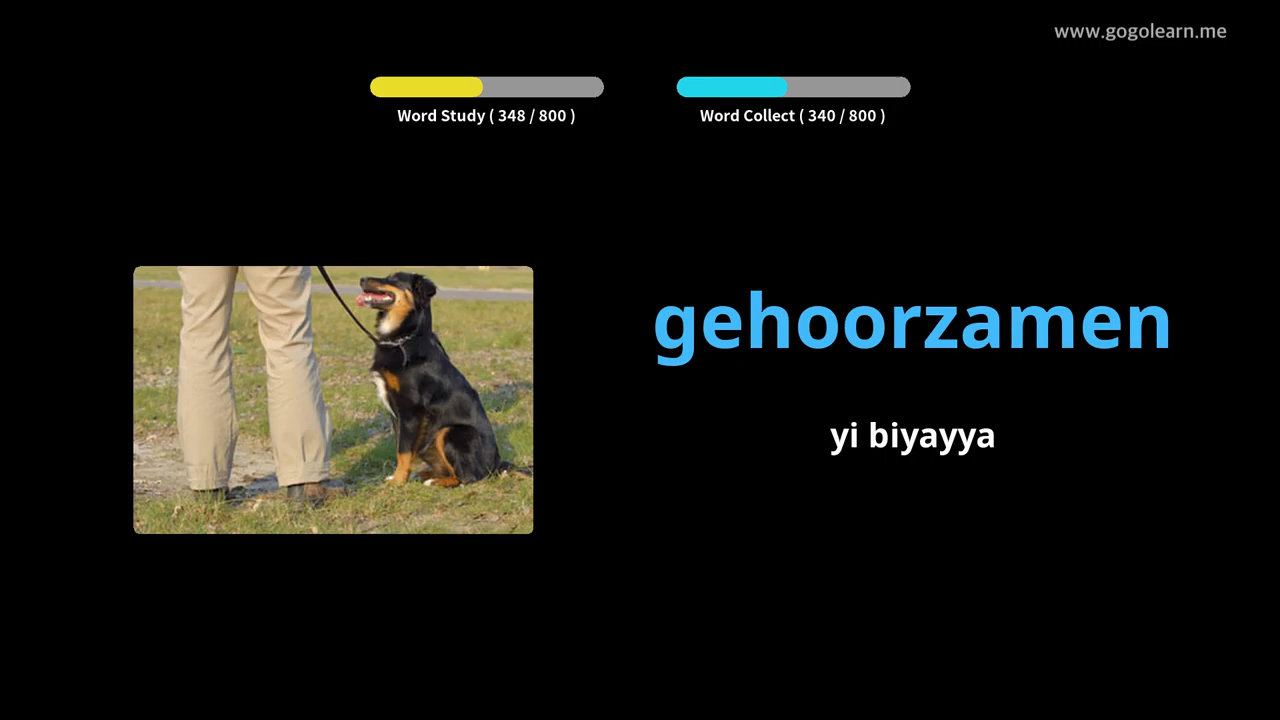 www.gogolearn.me
Word Study ( 348 / 800 )
Word Collect ( 340 / 800 )
gehoorzamen
yi biyayya